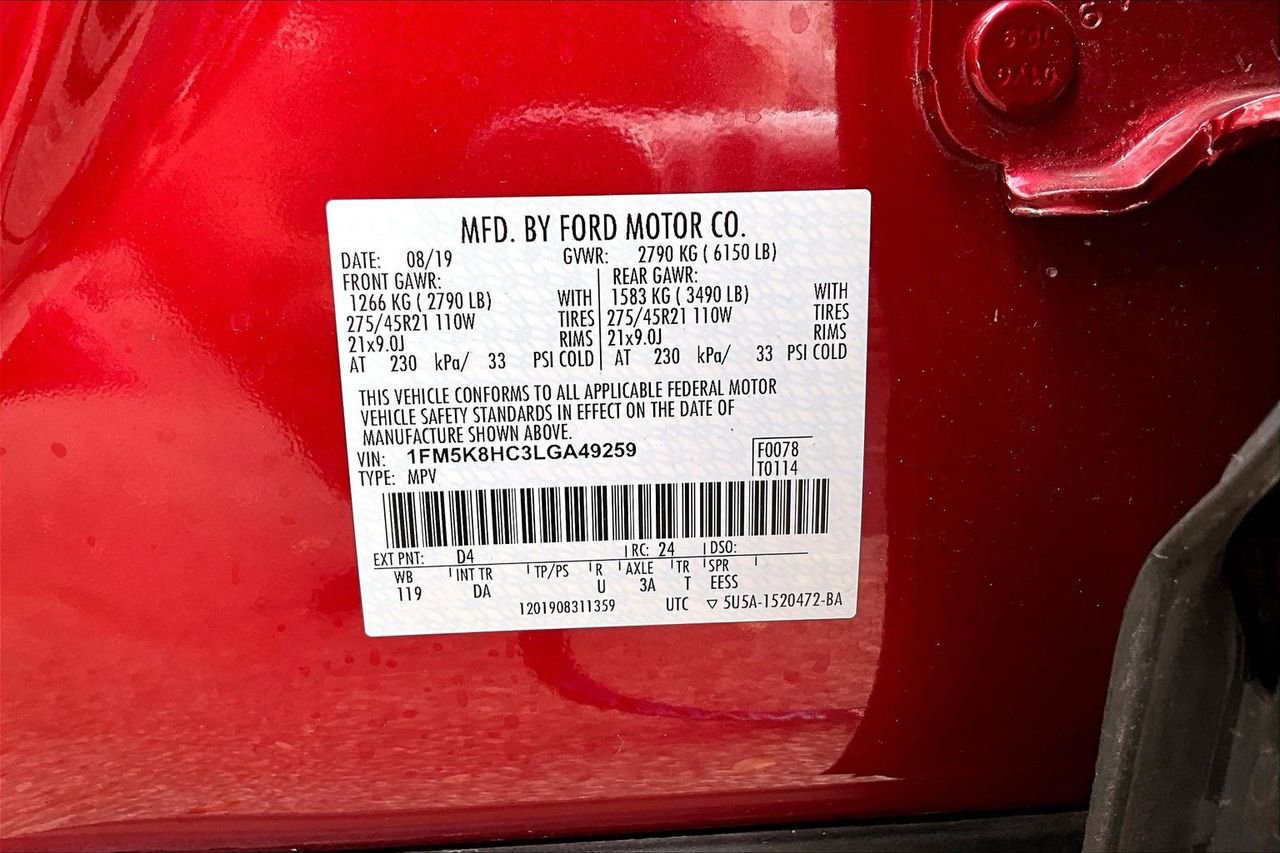 MFD. BY FORD MOTOR CO.
DATE: 08/19 GVWR: 2790 KG ( 6150 LB)
FRONT GAWR: REAR GAWR:
1266 KG ( 2790 LB) WITH 1583 KG ( 3490 LB) WITH
275/45R21 110W TIRES 275/45R21 110W TIRES
21x9.0J RIMS 21x9.0J RIMS
AT 230 kPa/ 33 PSI COLD AT 230 kPa/ 33 PSI COLD
THIS VEHICLE CONFORMS TO ALL APPLICABLE FEDERAL MOTOR
VEHICLE SAFETY STANDARDS IN EFFECT ON THE DATE OF
MANUFACTURE SHOWN ABOVE.
VIN: 1FM5K8HC3LGA49259 F0078
TYPE: MPV T0114
EXT PNT: D4 RC: 24 DSO:
WB INT TR TP/PS R AXLE TR SPR
119 DA U 3A T EESS
1201908311359 UTC ▽ 5U5A-1520472-BA